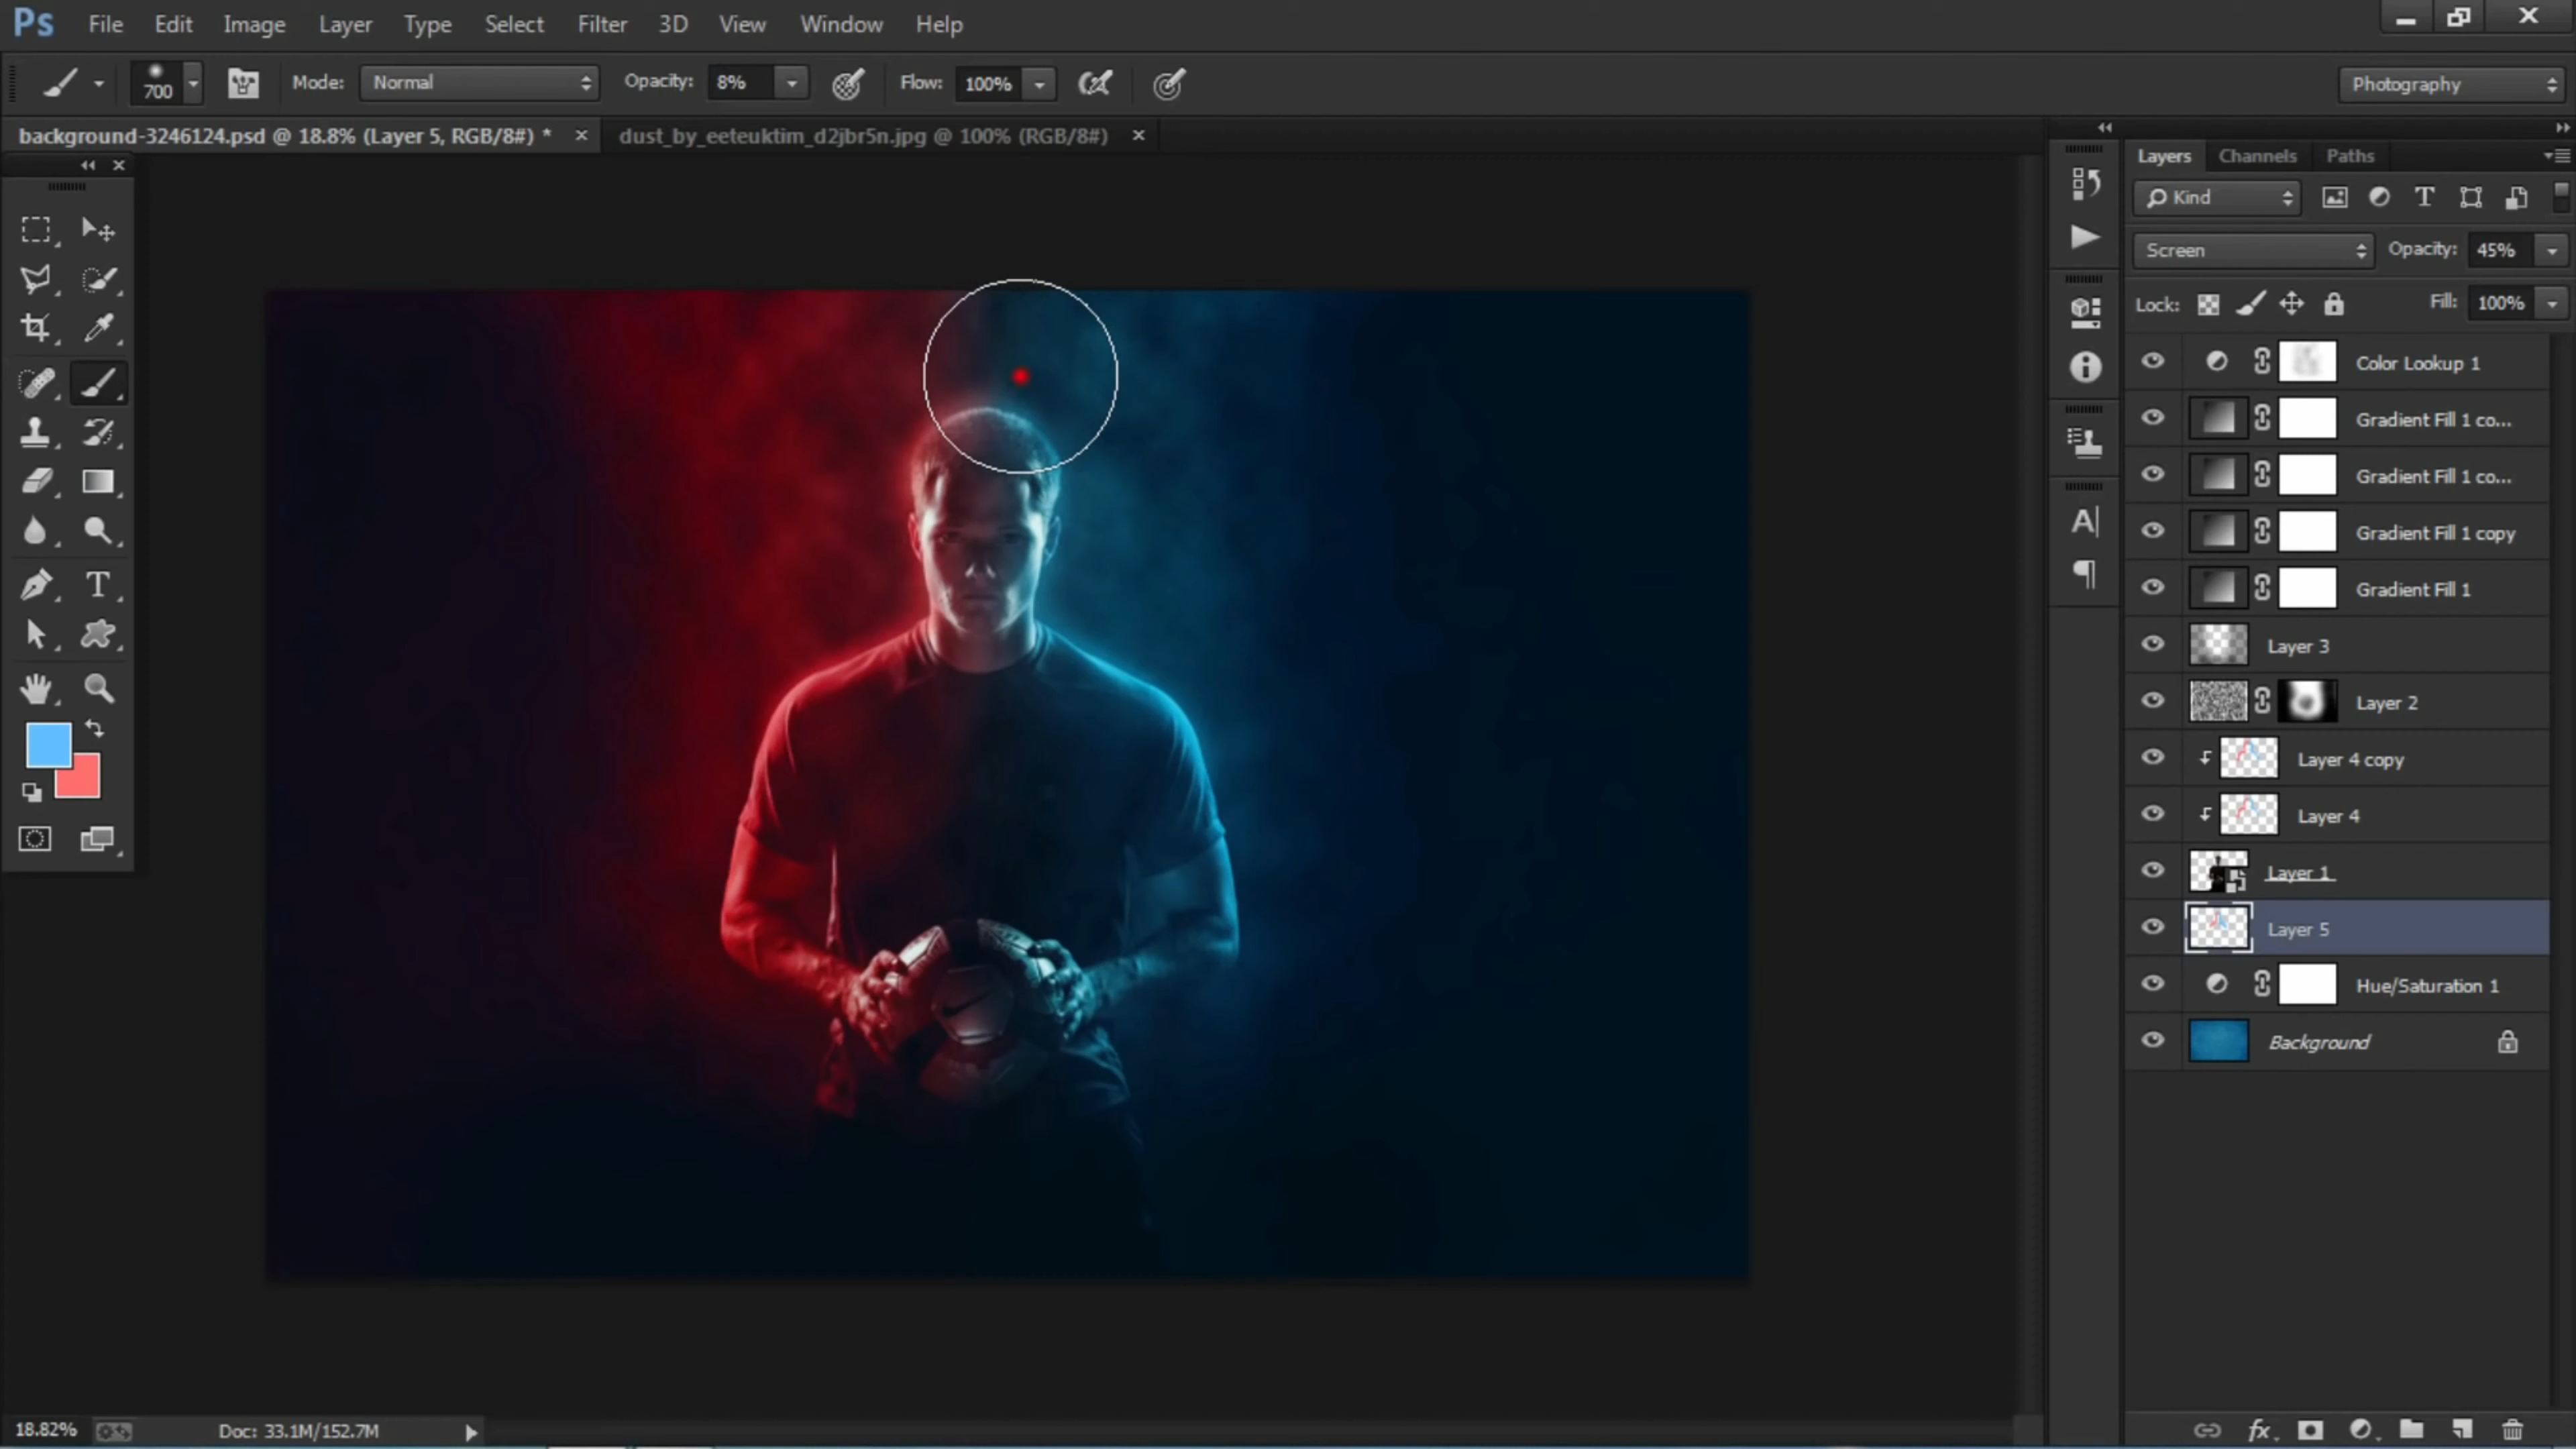 Ps File Edit Image Layer Type Select Filter 3D View Window Help
700 Mode: Normal Opacity: 8% Flow: 100% Photography
background-3246124.psd @ 18.8% (Layer 5, RGB/8#) * dust_by_eeteuktim_d2jbr5n.jpg @ 100% (RGB/8#)
Layers Channels Paths
Kind
Screen Opacity: 45%
Lock: Fill: 100%
Color Lookup 1
Gradient Fill 1 co...
Gradient Fill 1 co...
Gradient Fill 1 copy
Gradient Fill 1
Layer 3
Layer 2
Layer 4 copy
Layer 4
Layer 1
Layer 5
Hue/Saturation 1
Background
18.82% Doc: 33.1M/152.7M